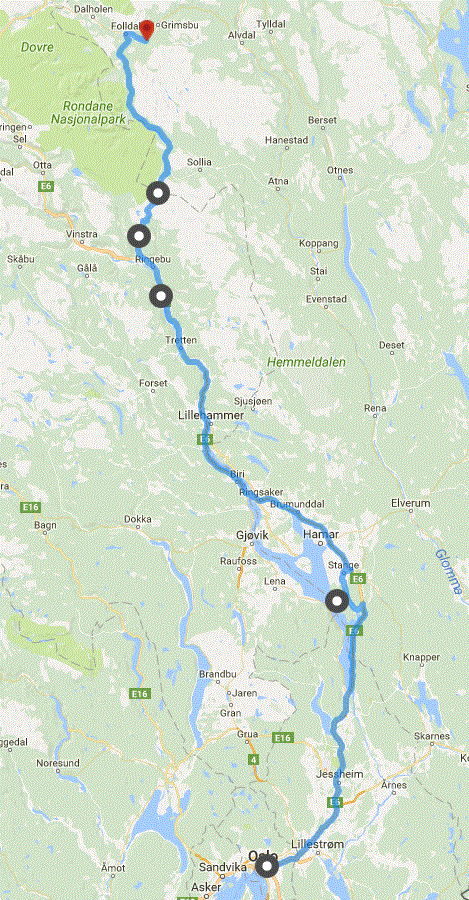 Dalholen
Folldal
Grimsbu
Tylldal
Alvdal
Dovre
Rondane
Nasjonalpark
Berset
Sel
Hanestad
Otta
Sollia
Otnes
E6
Atna
Vinstra
Koppang
Ringebu
Skåbu
Gålå
Stai
Evenstad
Tretten
Deset
Hemmeldalen
Forset
Sjusjøen
Rena
Lillehammer
E6
Biri
Ringsaker
E16
Brumunddal
Elverum
Dokka
Bagn
Gjøvik
Hamar
Raufoss
Stange
Glomma
Lena
E6
E6
Knapper
Brandbu
E16
Jaren
Gran
Grua
E16
Skarnes
Noresund
4
Jessheim
Årnes
E6
Lillestrøm
Oslo
Sandvika
Åmot
Asker